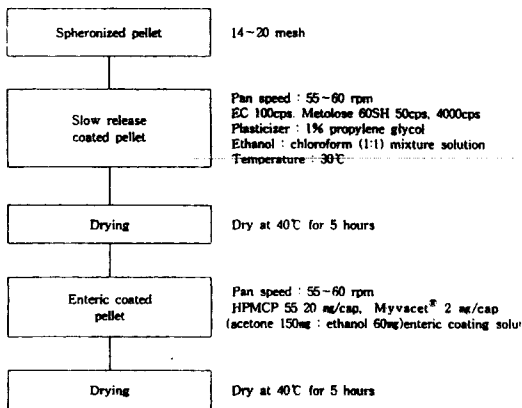 Spheronized pellet
14~20 mesh
Slow release
coated pellet
Pan speed : 55~60 rpm
EC 100cps. Metolose 60SH 50cps, 4000cps
Plasticizer : 1% propylene glycol
Ethanol : chloroform (1:1) mixture solution
Temperature : 30℃
Drying
Dry at 40℃ for 5 hours
Enteric coated
pellet
Pan speed : 55~60 rpm
HPMCP 55 20 mg/cap, Myvacet® 2 mg/cap
(acetone 150mg : ethanol 60mg)enteric coating solu
Drying
Dry at 40℃ for 5 hours